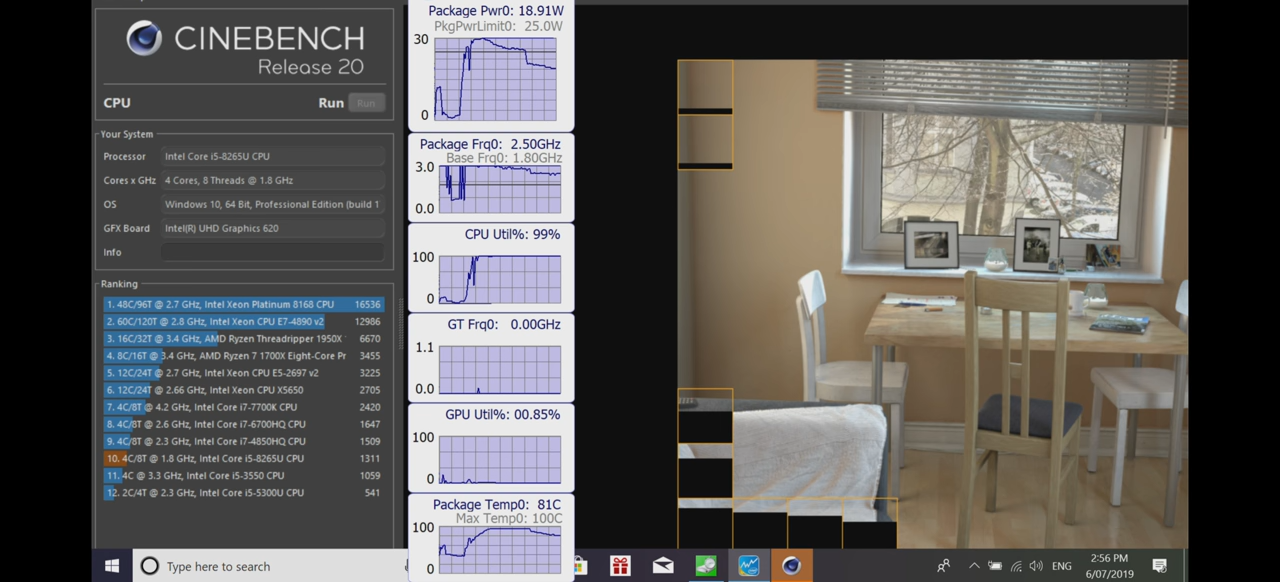 CINEBENCH
Release 20
CPU
Run
Run
Your System
Processor
Intel Core i5-8265U CPU
Cores x GHz
4 Cores, 8 Threads @ 1.8 GHz
OS
Windows 10, 64 Bit, Professional Edition (build 1
GFX Board
Intel(R) UHD Graphics 620
Info
Ranking
1. 48C/96T @ 2.7 GHz, Intel Xeon Platinum 8168 CPU 16536
2. 60C/120T @ 2.8 GHz, Intel Xeon CPU E7-4890 v2 12986
3. 16C/32T @ 3.4 GHz, AMD Ryzen Threadripper 1950X 6670
4. 8C/16T @ 3.4 GHz, AMD Ryzen 7 1700X Eight-Core Pr 3455
5. 12C/24T @ 2.7 GHz, Intel Xeon CPU E5-2697 v2 3225
6. 12C/24T @ 2.66 GHz, Intel Xeon CPU X5650 2705
7. 4C/8T @ 4.2 GHz, Intel Core i7-7700K CPU 2420
8. 4C/8T @ 2.6 GHz, Intel Core i7-6700HQ CPU 1647
9. 4C/8T @ 2.3 GHz, Intel Core i7-4850HQ CPU 1509
10. 4C/8T @ 1.8 GHz, Intel Core i5-8265U CPU 1311
11. 4C @ 3.3 GHz, Intel Core i5-3550 CPU 1059
12. 2C/4T @ 2.3 GHz, Intel Core i5-5300U CPU 541
Package Pwr0: 18.91W
PkgPwrLimit0: 25.0W
30
0
Package Frq0: 2.50GHz
Base Frq0: 1.80GHz
3.0
0.0
CPU Util%: 99%
100
0
GT Frq0: 0.00GHz
1.1
0.0
GPU Util%: 00.85%
100
0
Package Temp0: 81C
Max Temp0: 100C
100
0
Type here to search
ENG
2:56 PM
6/07/2019